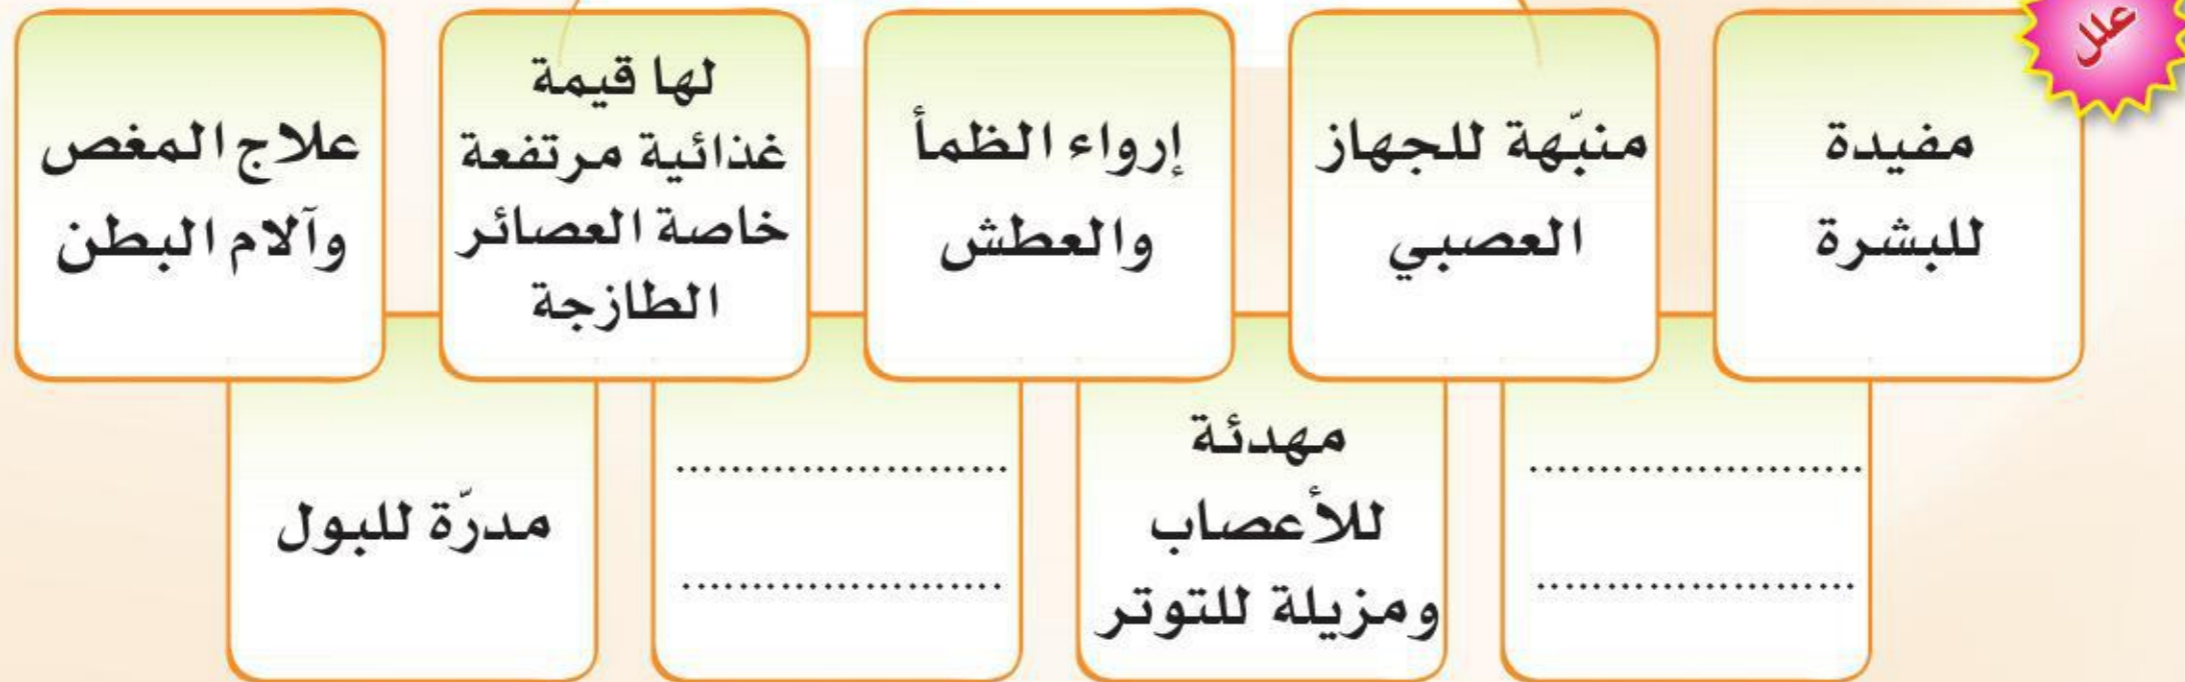 علل
مفيدة
للبشرة
منبّهة للجهاز
العصبي
إرواء الظمأ
والعطش
لها قيمة
غذائية مرتفعة
خاصة العصائر
الطازجة
علاج المغص
وآلام البطن
........................
........................
مهدئة
للأعصاب
ومزيلة للتوتر
........................
........................
مدرّة للبول